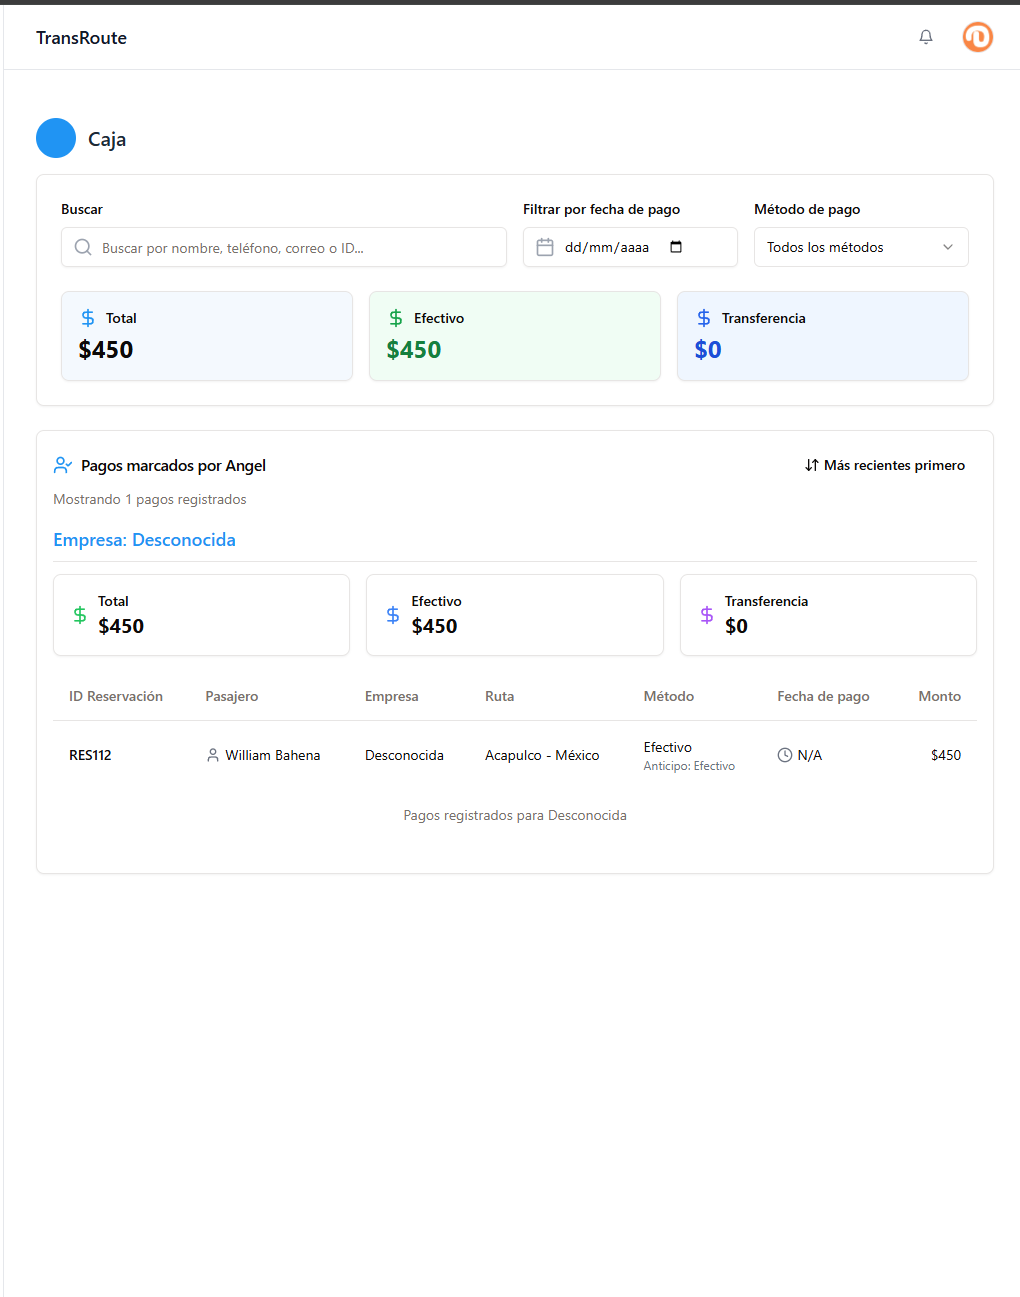 TransRoute
Caja
Buscar
Filtrar por fecha de pago
Método de pago
Buscar por nombre, teléfono, correo o ID...
dd/mm/aaaa
Todos los métodos
Total
$450
Efectivo
$450
Transferencia
$0
Pagos marcados por Angel
Más recientes primero
Mostrando 1 pagos registrados
Empresa: Desconocida
Total
$450
Efectivo
$450
Transferencia
$0
ID Reservación Pasajero Empresa Ruta Método Fecha de pago Monto
RES112 William Bahena Desconocida Acapulco - México Efectivo N/A $450
Anticipo: Efectivo
Pagos registrados para Desconocida